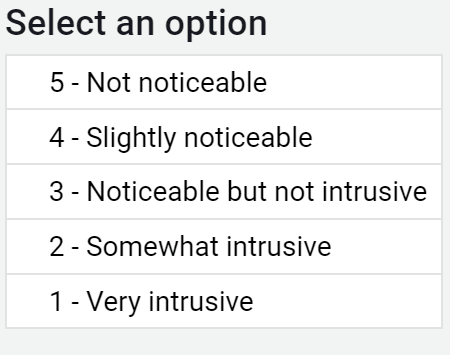 Select an option
5 - Not noticeable
4 - Slightly noticeable
3 - Noticeable but not intrusive
2 - Somewhat intrusive
1 - Very intrusive